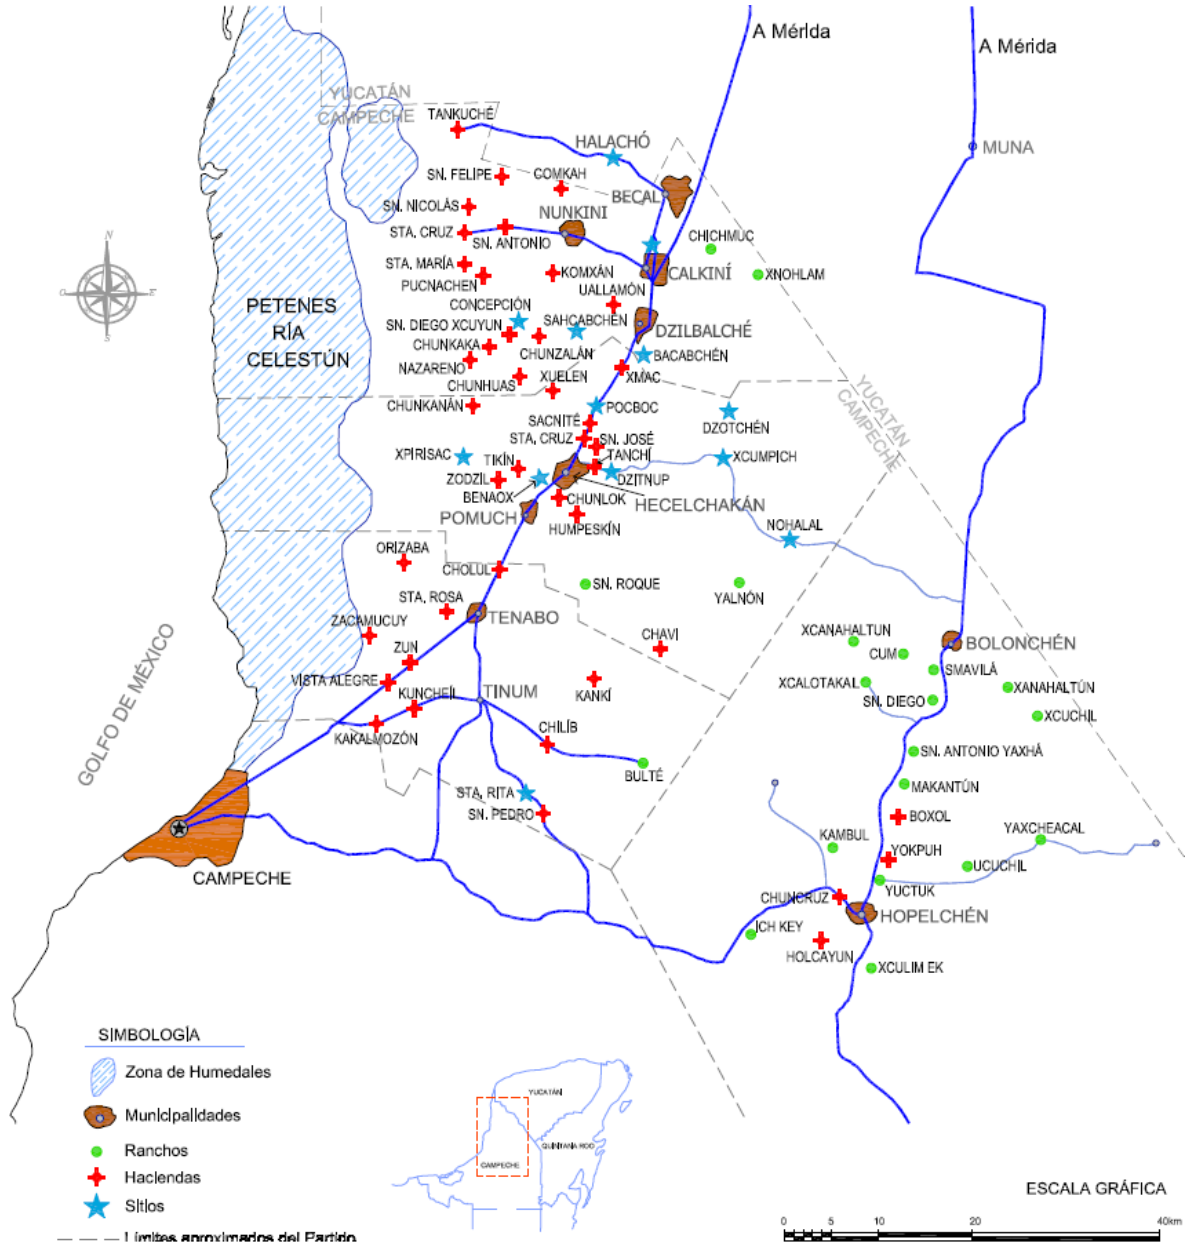 A Mérida
A Mérida
YUCATÁN
CAMPECHE
TANKUCHÉ
HALACHÓ
MUNA
SN. FELIPE
COMKAH
BECAL
SN. NICOLÁS
NUNKINI
STA. CRUZ
SN. ANTONIO
CHICHMUC
N
O
E
S
STA. MARÍA
PUCNACHEN
KOMXÁN
CALKINÍ
XNOHLAM
UALLAMÓN
PETENES
RÍA
CELESTÚN
CONCEPCIÓN
SN. DIEGO XCUYUN
SAHCABCHEN
DZILBALCHÉ
CHUNKAKA
CHUNZALÁN
BACABCHÉN
NAZARENO
XUELEN
XMAC
CHUNHUAS
CHUNKANÁN
POCBOC
YUCATÁN
CAMPECHE
SACNITÉ
DZOTCHÉN
STA. CRUZ
SN. JOSÉ
XPIRISAC
TIKÍN
TANCHÍ
XCUMPICH
ZODZIL
DZITNUP
BENAOX
CHUNLOK
HECELCHAKÁN
POMUCH
HUMPESKÍN
NOHALAL
ORIZABA
CHOLUL
SN. ROQUE
YALNÓN
STA. ROSA
TENABO
ZACAMUCUY
CHAVI
XCANAHALTUN
BOLONCHÉN
GOLFO DE MÉXICO
ZUN
CUM
SMAVILÁ
VISTA ALEGRE
KANKÍ
XCALOTAKAL
XANAHALTÚN
KUNCHEÍL
TINUM
SN. DIEGO
XCUCHIL
KAKALMOZÓN
CHILÍB
SN. ANTONIO YAXHÁ
BULTÉ
MAKANTÚN
STA. RITA
SN. PEDRO
BOXOL
KAMBUL
YAXCHEACAL
YOKPUH
CAMPECHE
UCUCHIL
YUCTUK
CHUNCRUZ
HOPELCHÉN
ICH KEY
HOLCAYUN
XCULIM EK
SIMBOLOGÍA
Zona de Humedales
Municipalidades
Ranchos
Haciendas
Sitios
Límites aproximados del Partido
YUCATÁN
QUINTANA ROO
CAMPECHE
ESCALA GRÁFICA
0 5 10 20 40km